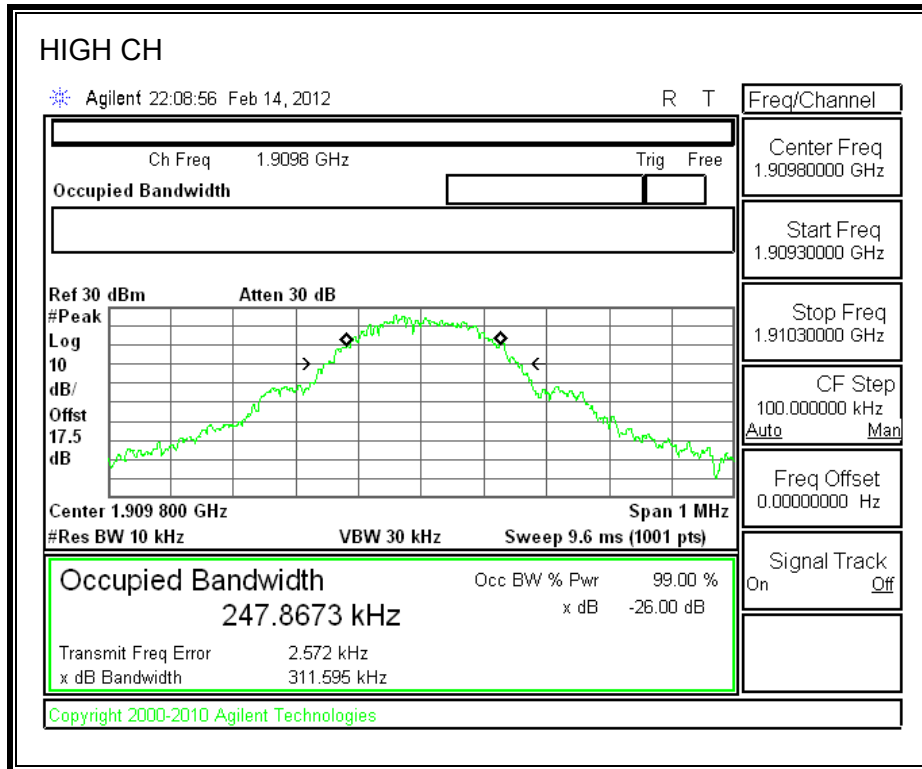 HIGH CH
Agilent 22:08:56 Feb 14, 2012 R T
Freq/Channel
Ch Freq 1.9098 GHz Trig Free
Occupied Bandwidth
Center Freq
1.90980000 GHz
Start Freq
1.90930000 GHz
Stop Freq
1.91030000 GHz
CF Step
100.000000 kHz
Auto Man
Freq Offset
0.00000000 Hz
Signal Track
On Off
Ref 30 dBm Atten 30 dB
#Peak
Log
10
dB/
Offst
17.5
dB
Center 1.909 800 GHz Span 1 MHz
#Res BW 10 kHz VBW 30 kHz Sweep 9.6 ms (1001 pts)
Occupied Bandwidth Occ BW % Pwr 99.00 %
247.8673 kHz x dB -26.00 dB
Transmit Freq Error 2.572 kHz
x dB Bandwidth 311.595 kHz
Copyright 2000-2010 Agilent Technologies